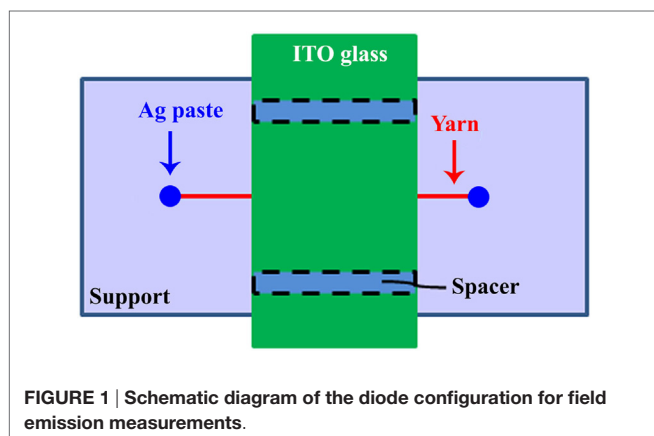 ITO glass
Ag paste
Yarn
Support
Spacer
FIGURE 1 | Schematic diagram of the diode configuration for field
emission measurements.